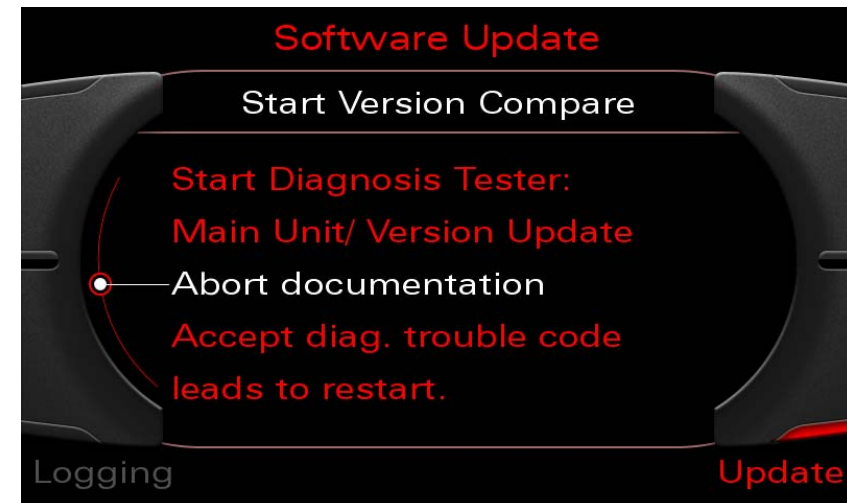 Software Update
Start Version Compare
Start Diagnosis Tester:
Main Unit/ Version Update
Abort documentation
Accept diag. trouble code
leads to restart.
Logging
Update